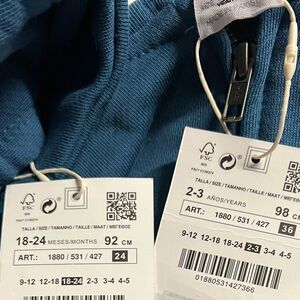 FSC
MIX
TALLA / SIZE / TAMANHO / TAILLE / MAAT / ΜΕΓΕΘΟΣ
18-24 MESES/MONTHS 92 CM
ART.: 1880 / 531 / 427 24
9-12 12-18 18-24 2-3 3-4 4-5
FSC
MIX
TALLA / SIZE / TAMANHO / TAILLE / MAAT / ΜΕΓΕΘΟΣ
2-3 AÑOS/YEARS 98 C
ART.: 1880 / 531 / 427 36
9-12 12-18 18-24 2-3 3-4 4-5
01880531427366